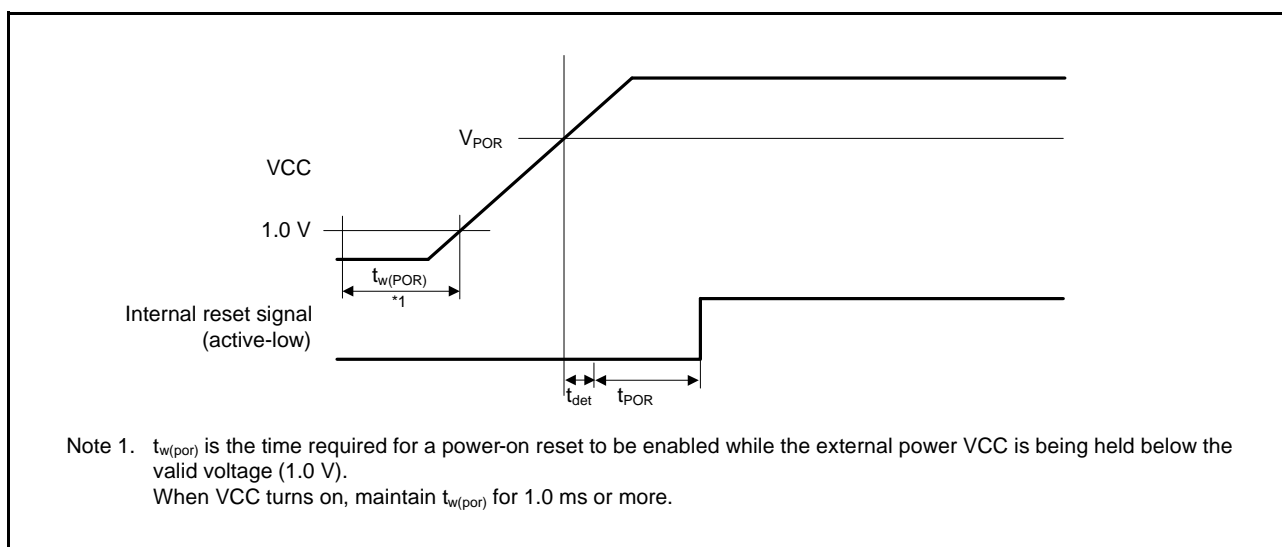 V_POR
VCC
1.0 V
t_w(POR)
*1
Internal reset signal
(active-low)
t_det
t_POR
Note 1. t_w(por) is the time required for a power-on reset to be enabled while the external power VCC is being held below the
valid voltage (1.0 V).
When VCC turns on, maintain t_w(por) for 1.0 ms or more.